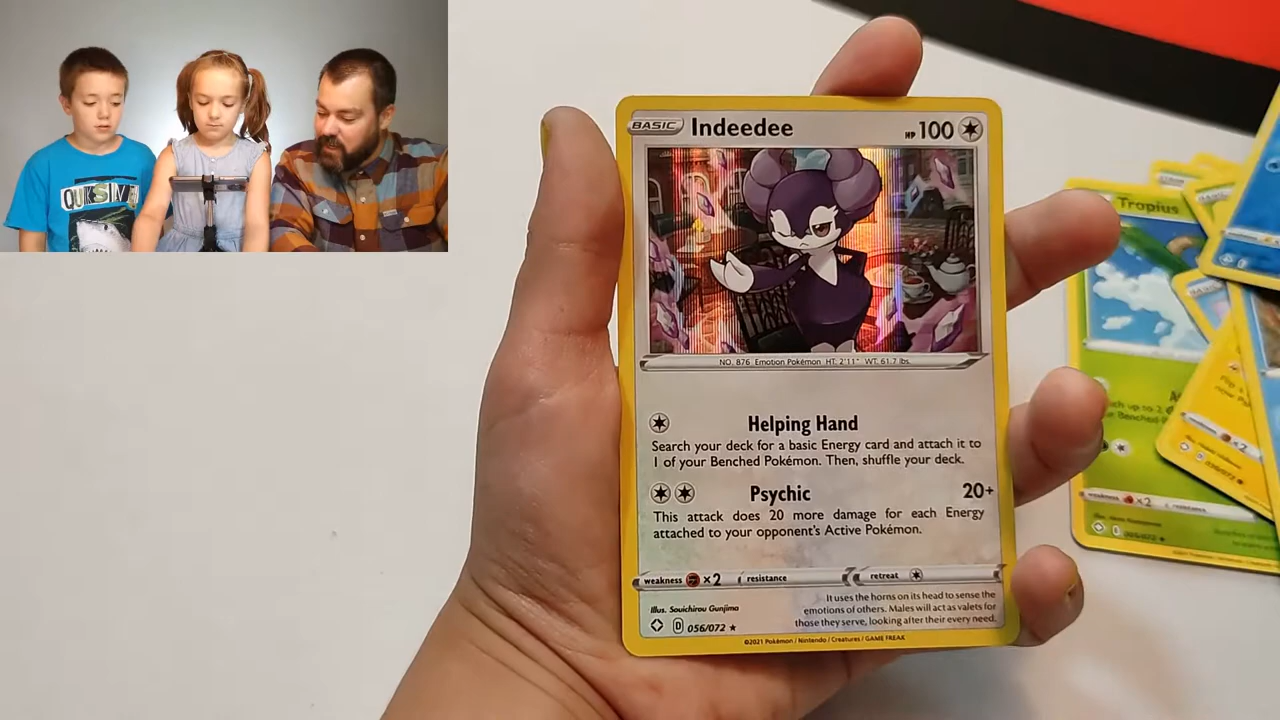 QUIKSILVER
BASIC Indeedee HP 100
NO. 876 Emotion Pokémon HT: 2'11" WT: 61.7 lbs.
Helping Hand
Search your deck for a basic Energy card and attach it to
1 of your Benched Pokémon. Then, shuffle your deck.
Psychic 20+
This attack does 20 more damage for each Energy
attached to your opponent's Active Pokémon.
weakness ×2 resistance retreat
Illus. Souichirou Gunjima
It uses the horns on its head to sense the
emotions of others. Males will act as valets for
those they serve, looking after their every need.
D 056/072
©2021 Pokémon / Nintendo / Creatures / GAME FREAK
Tropius
weakness ×2 resistance